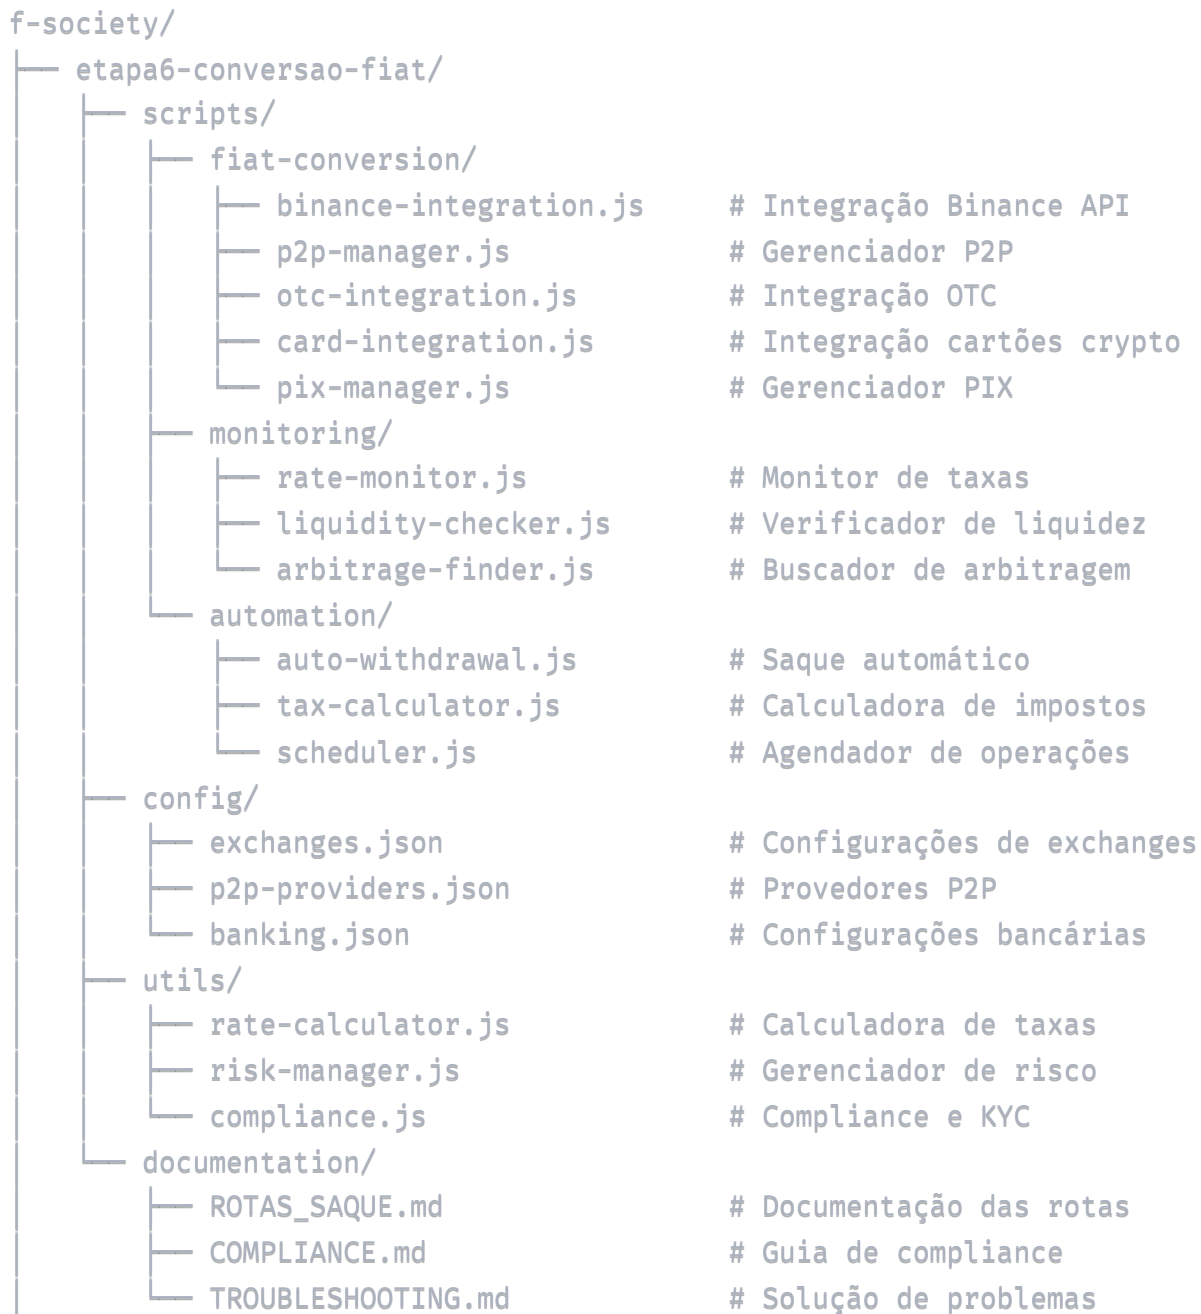 f-society/
├── etapa6-conversao-fiat/
│   ├── scripts/
│   │   ├── fiat-conversion/
│   │   │   ├── binance-integration.js     # Integração Binance API
│   │   │   ├── p2p-manager.js             # Gerenciador P2P
│   │   │   ├── otc-integration.js         # Integração OTC
│   │   │   ├── card-integration.js        # Integração cartões crypto
│   │   │   └── pix-manager.js             # Gerenciador PIX
│   │   ├── monitoring/
│   │   │   ├── rate-monitor.js            # Monitor de taxas
│   │   │   ├── liquidity-checker.js       # Verificador de liquidez
│   │   │   └── arbitrage-finder.js        # Buscador de arbitragem
│   │   └── automation/
│   │       ├── auto-withdrawal.js         # Saque automático
│   │       ├── tax-calculator.js          # Calculadora de impostos
│   │       └── scheduler.js               # Agendador de operações
│   ├── config/
│   │   ├── exchanges.json                 # Configurações de exchanges
│   │   ├── p2p-providers.json             # Provedores P2P
│   │   └── banking.json                   # Configurações bancárias
│   ├── utils/
│   │   ├── rate-calculator.js             # Calculadora de taxas
│   │   ├── risk-manager.js                # Gerenciador de risco
│   │   └── compliance.js                  # Compliance e KYC
│   └── documentation/
│       ├── ROTAS_SAQUE.md                 # Documentação das rotas
│       ├── COMPLIANCE.md                  # Guia de compliance
│       └── TROUBLESHOOTING.md             # Solução de problemas